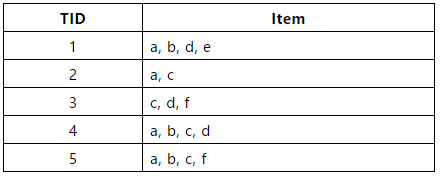 TID Item
1 a, b, d, e
2 a, c
3 c, d, f
4 a, b, c, d
5 a, b, c, f